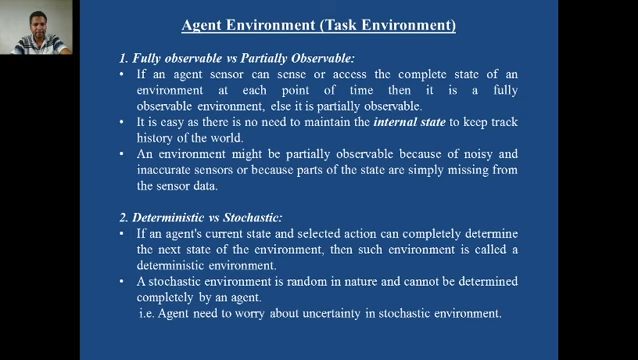 Agent Environment (Task Environment)
1. Fully observable vs Partially Observable:
• If an agent sensor can sense or access the complete state of an
environment at each point of time then it is a fully
observable environment, else it is partially observable.
• It is easy as there is no need to maintain the internal state to keep track
history of the world.
• An environment might be partially observable because of noisy and
inaccurate sensors or because parts of the state are simply missing from
the sensor data.
2. Deterministic vs Stochastic:
• If an agent's current state and selected action can completely determine
the next state of the environment, then such environment is called a
deterministic environment.
• A stochastic environment is random in nature and cannot be determined
completely by an agent.
i.e. Agent need to worry about uncertainty in stochastic environment.